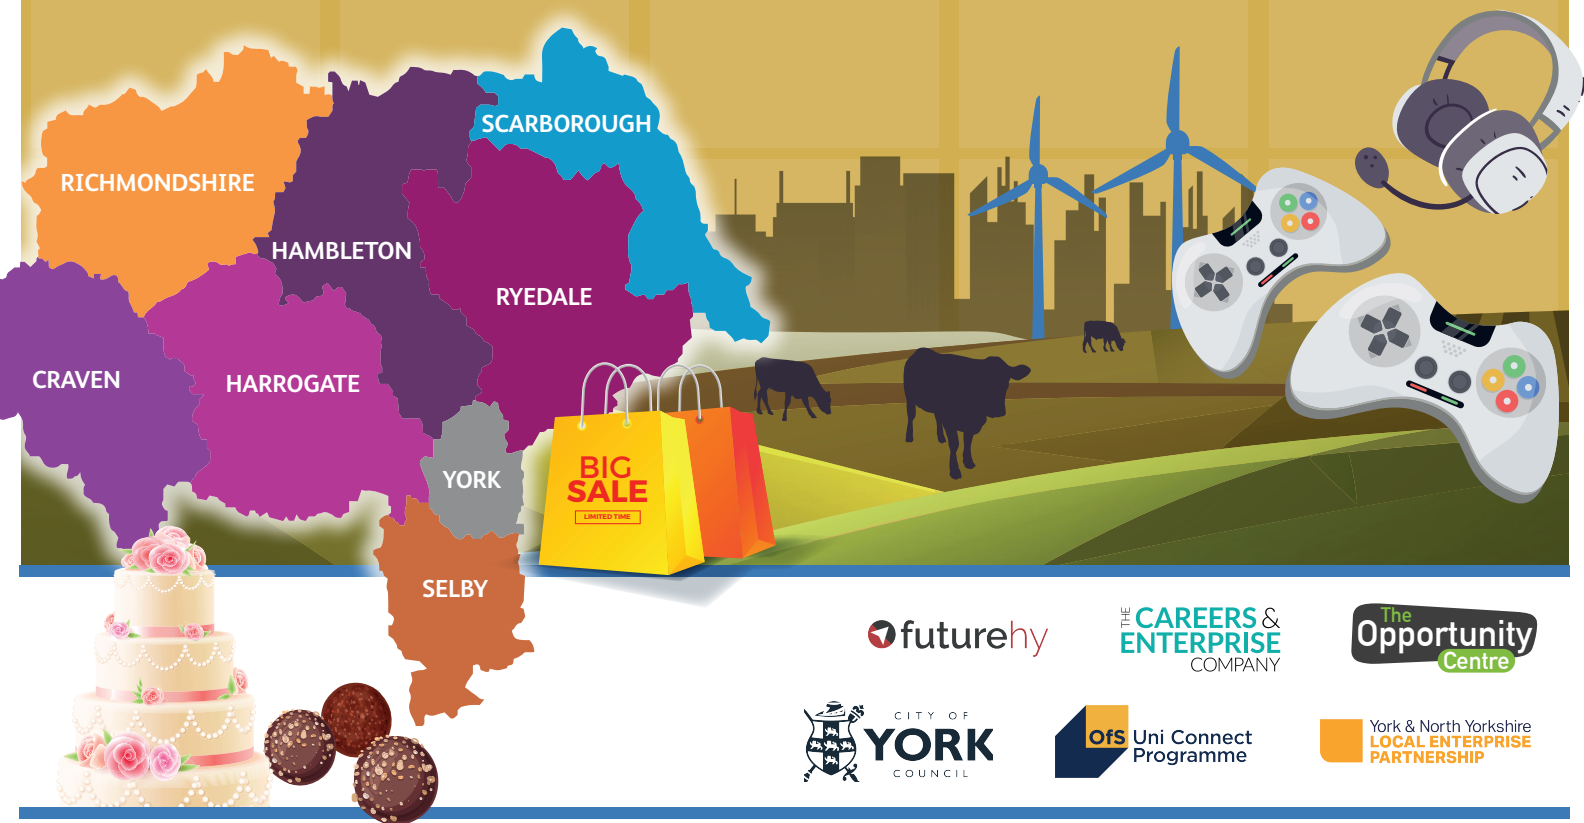 SCARBOROUGH
RICHMONDSHIRE
HAMBLETON
RYEDALE
CRAVEN
HARROGATE
YORK
BIG
SALE
LIMITED TIME
SELBY
futurehy
THE
CAREERS &
ENTERPRISE
COMPANY
The
Opportunity
Centre
CITY OF
YORK
COUNCIL
OfS Uni Connect
Programme
York & North Yorkshire
LOCAL ENTERPRISE
PARTNERSHIP